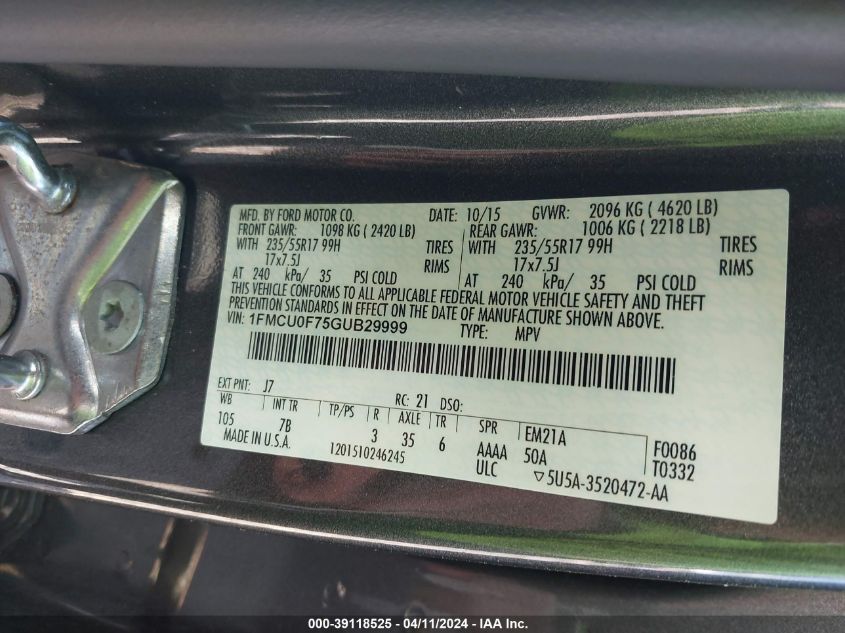 MFD. BY FORD MOTOR CO. DATE: 10/15 GVWR: 2096 KG ( 4620 LB)
FRONT GAWR: 1098 KG ( 2420 LB) REAR GAWR: 1006 KG ( 2218 LB)
WITH 235/55R17 99H TIRES WITH 235/55R17 99H TIRES
17x7.5J RIMS 17x7.5J RIMS
AT 240 kPa/ 35 PSI COLD AT 240 kPa/ 35 PSI COLD
THIS VEHICLE CONFORMS TO ALL APPLICABLE FEDERAL MOTOR VEHICLE SAFETY AND THEFT
PREVENTION STANDARDS IN EFFECT ON THE DATE OF MANUFACTURE SHOWN ABOVE.
VIN: 1FMCU0F75GUB29999 TYPE: MPV
EXT PNT: J7 RC: 21 DSO:
WB INT TR TP/PS R AXLE TR SPR EM21A F0086
105 7B 3 35 6 AAAA 50A T0332
MADE IN U.S.A. 1201510246245 ULC ▽5U5A-3520472-AA
000-39118525 - 04/11/2024 - IAA Inc.